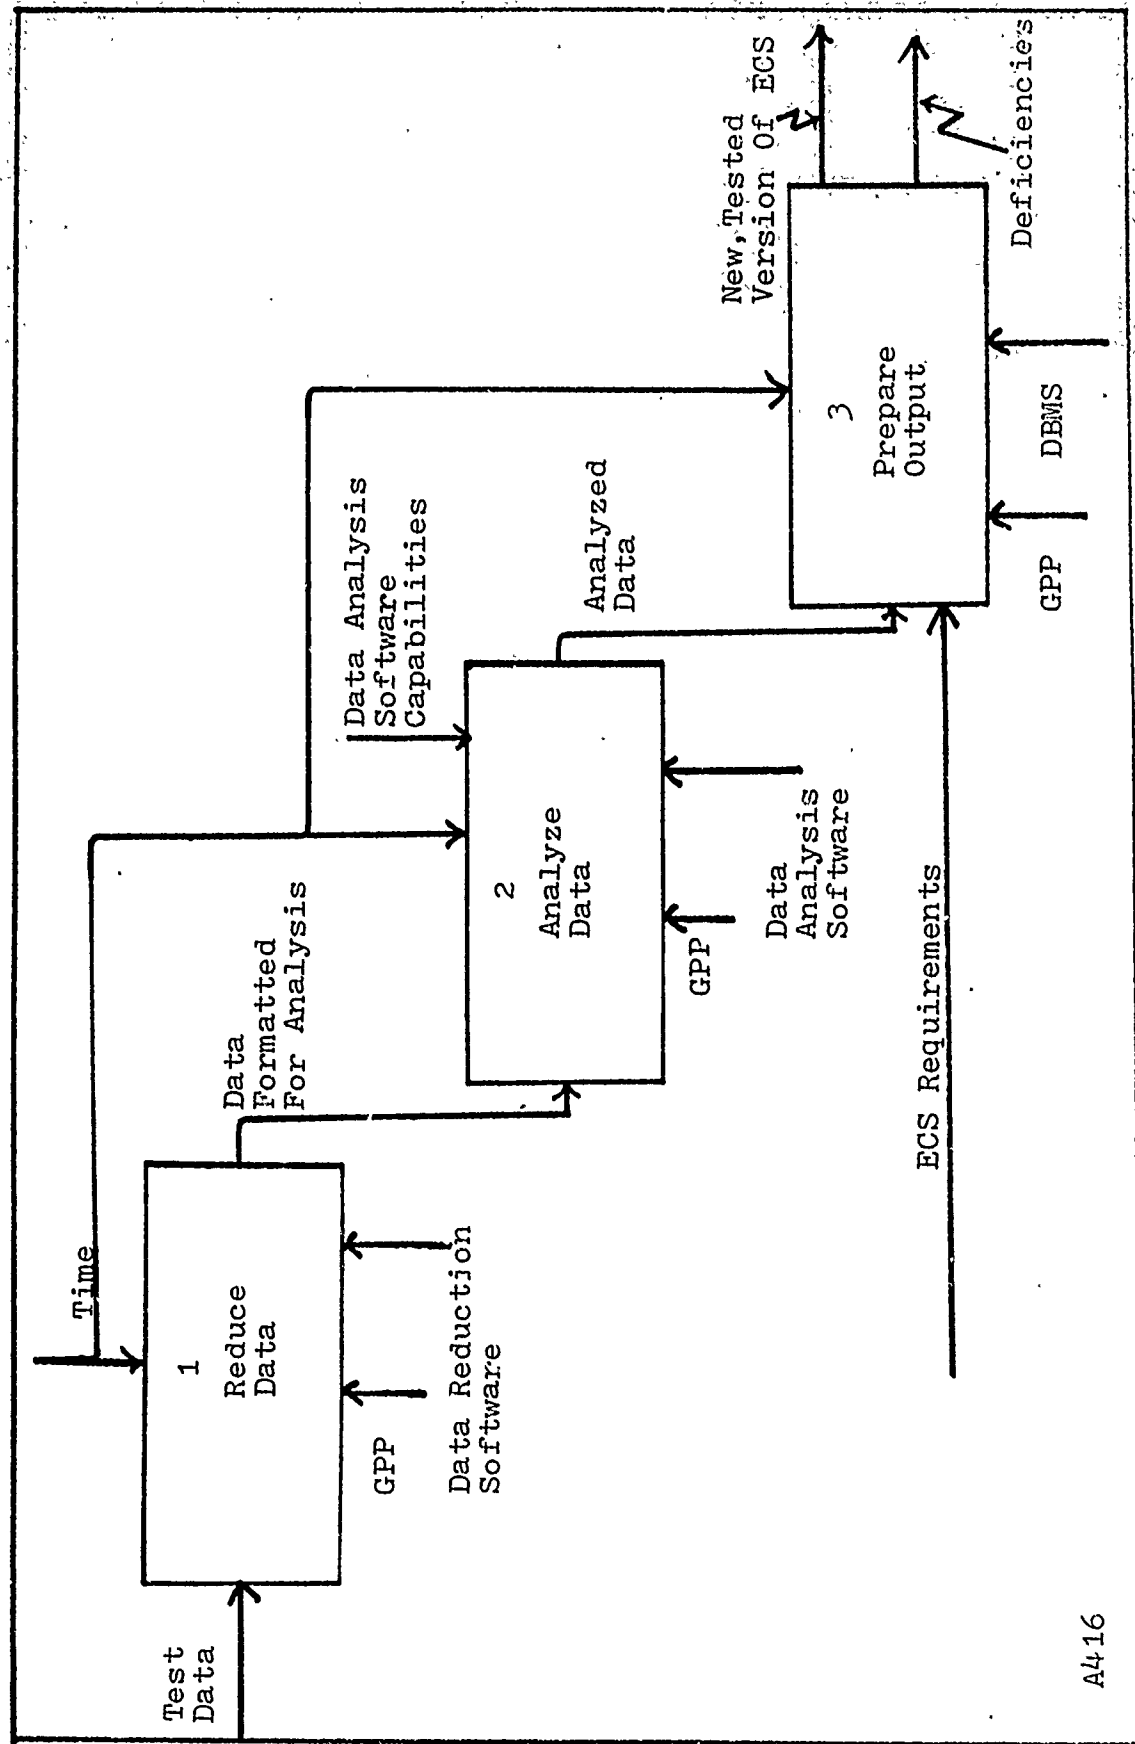 Time
Test
Data
1
Reduce
Data
GPP
Data Reduction
Software
Data
Formatted
For Analysis
Data Analysis
Software
Capabilities
2
Analyze
Data
GPP
Data
Analysis
Software
Analyzed
Data
ECS Requirements
3
Prepare
Output
GPP
DBMS
New,Tested
Version Of ECS
Deficiencies
A416